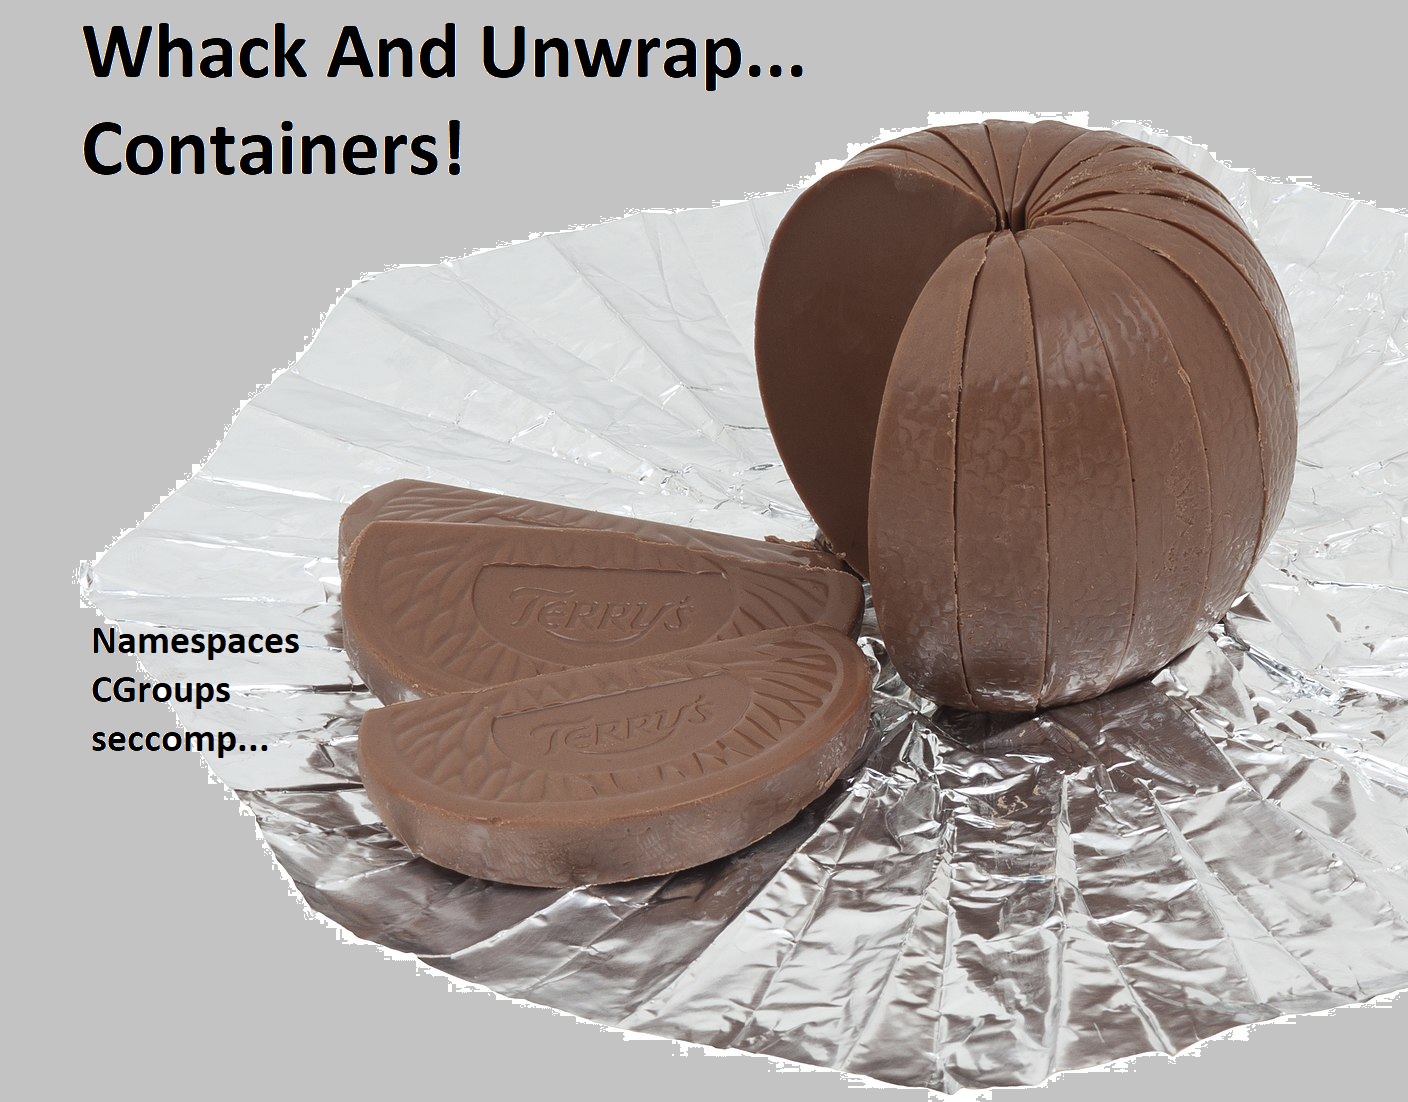 Whack And Unwrap...
Containers!
TERRY'S
TERRY'S
Namespaces
CGroups
seccomp...